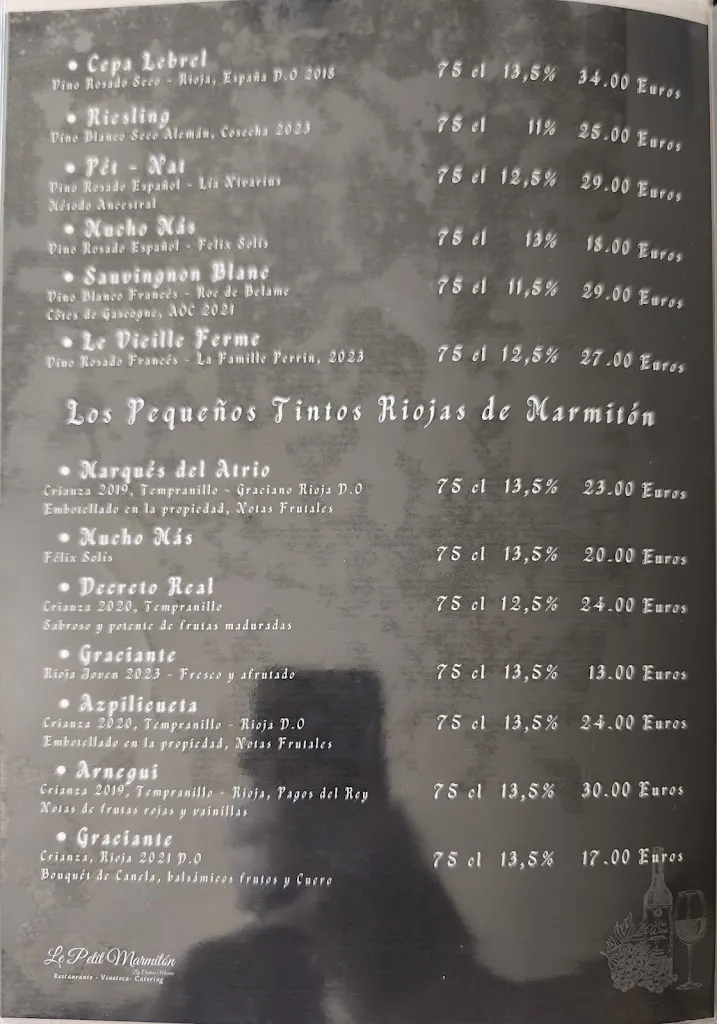 • Cepa Lebrel 75 cl 13,5% 34.00 Euros
Vino Rosado Seco - Rioja, España D.O 2018
• Riesling 75 cl 11% 25.00 Euros
Vino Blanco Seco Alemán, Cosecha 2023
• Pét - Nat 75 cl 12,5% 29.00 Euros
Vino Rosado Español - Lía Nivarius
Método Ancestral
• Mucho Más 75 cl 13% 18.00 Euros
Vino Rosado Español - Felix Solís
• Sauvingnon Blanc 75 cl 11,5% 29.00 Euros
Vino Blanco Francés - Roc de Belame
Côtes de Gascogne, AOC 2021
• Le Vieille Ferme 75 cl 12,5% 27.00 Euros
Vino Rosado Francés - La Famille Perrin, 2023
Los Pequeños Tintos Riojas de Marmitón
• Marqués del Atrio 75 cl 13,5% 23.00 Euros
Crianza 2019, Tempranillo - Graciano Rioja D.O
Embotellado en la propiedad, Notas Frutales
• Mucho Más 75 cl 13,5% 20.00 Euros
Félix Solís
• Decreto Real 75 cl 12,5% 24.00 Euros
Crianza 2020, Tempranillo
Sabroso y potente de frutas maduradas
• Graciante 75 cl 13,5% 13.00 Euros
Rioja Joven 2023 - Fresco y afrutado
• Azpilicueta 75 cl 13,5% 24.00 Euros
Crianza 2020, Tempranillo - Rioja D.O
Embotellado en la propiedad, Notas Frutales
• Arnegui 75 cl 13,5% 30.00 Euros
Crianza 2019, Tempranillo - Rioja, Pagos del Rey
Notas de frutas rojas y vainillas
• Graciante 75 cl 13,5% 17.00 Euros
Crianza, Rioja 2021 D.O
Bouquét de Canela, balsámicos frutos y Cuero
Le Petit Marmitón
Restaurante - Vinoteca - Catering